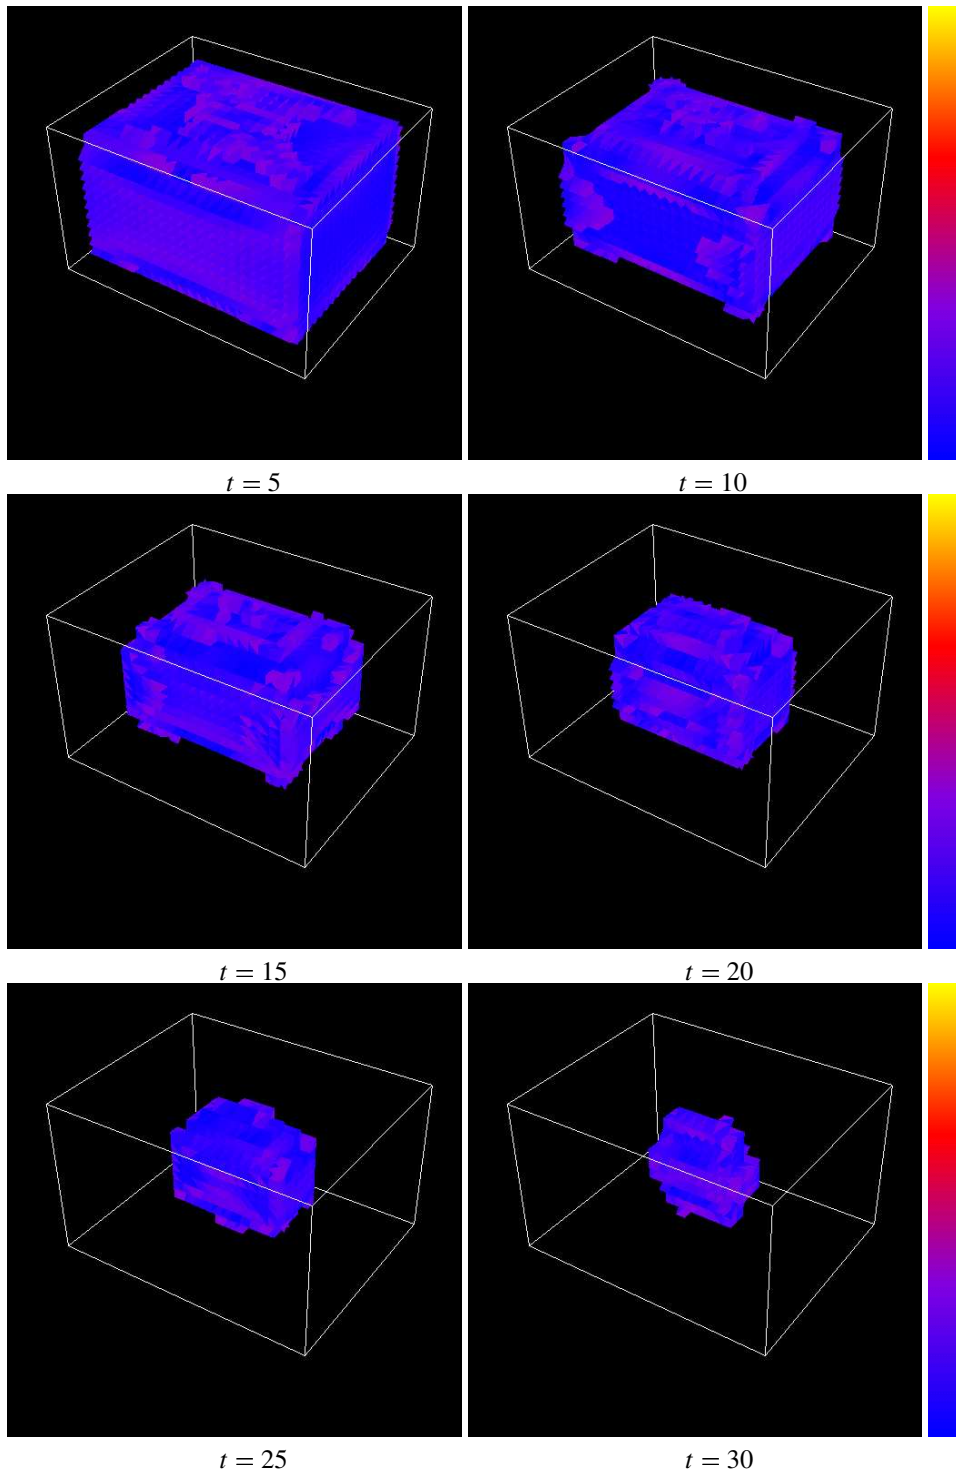 t = 5
t = 10
t = 15
t = 20
t = 25
t = 30